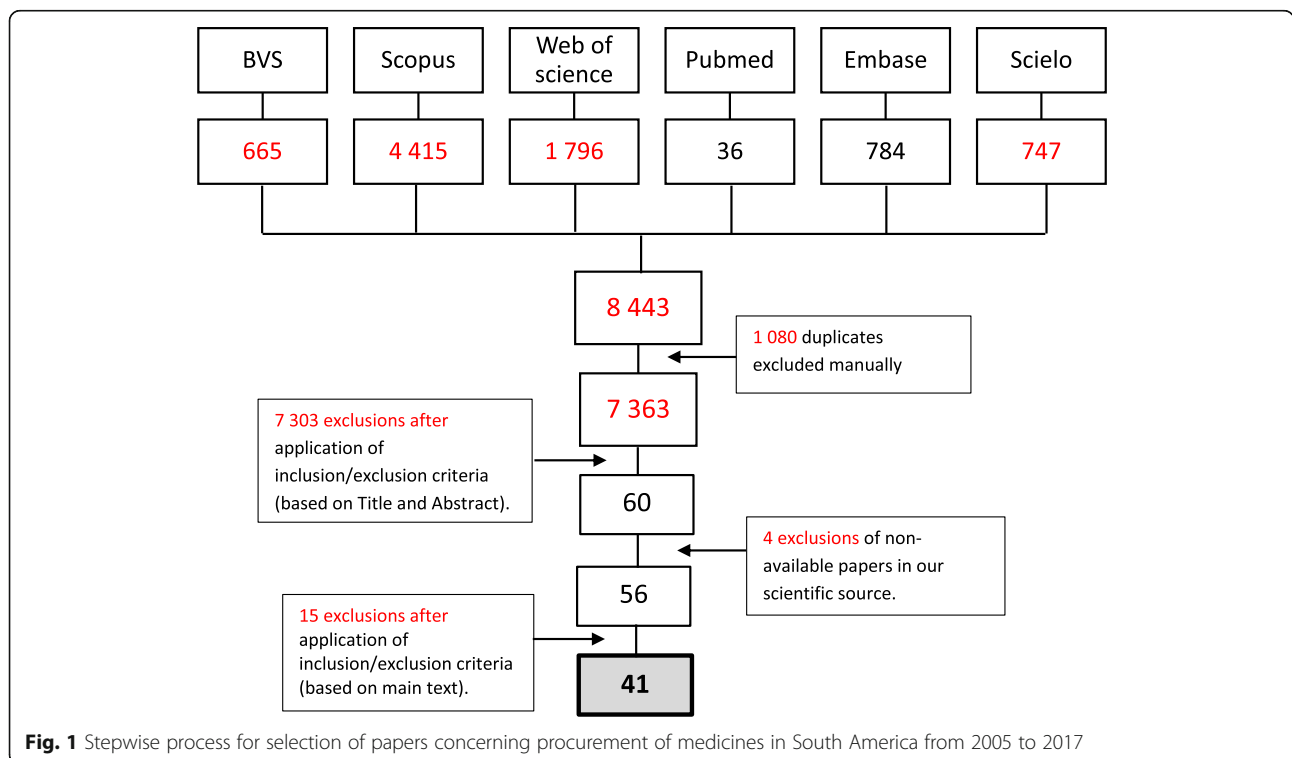 BVS
Scopus
Web of
science
Pubmed
Embase
Scielo
665
4 415
1 796
36
784
747
8 443
1 080 duplicates
excluded manually
7 363
7 303 exclusions after
application of
inclusion/exclusion criteria
(based on Title and Abstract).
60
4 exclusions of non-
available papers in our
scientific source.
56
15 exclusions after
application of
inclusion/exclusion criteria
(based on main text).
41
Fig. 1 Stepwise process for selection of papers concerning procurement of medicines in South America from 2005 to 2017